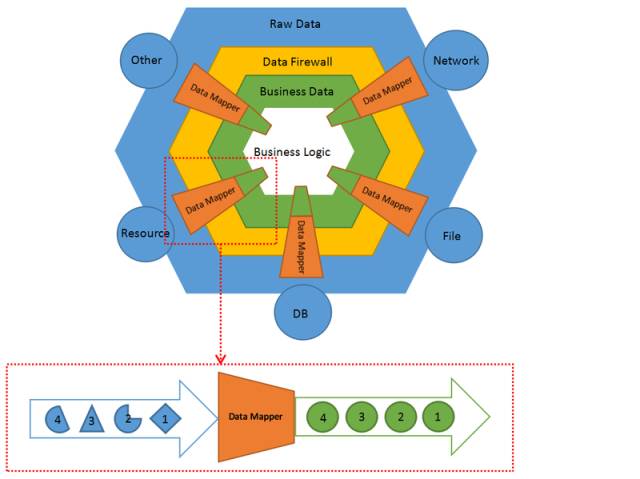 Raw Data
Other
Network
Data Firewall
Data Mapper
Data Mapper
Business Data
Business Logic
Data Mapper
Data Mapper
Resource
File
Data Mapper
DB
4 3 2 1
Data Mapper
4 3 2 1